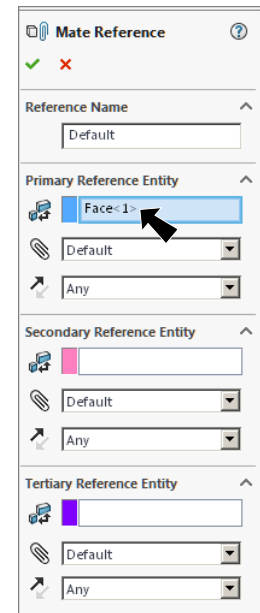 Mate Reference
?
Reference Name
Default
Primary Reference Entity
Face<1>
Default
Any
Secondary Reference Entity
Default
Any
Tertiary Reference Entity
Default
Any